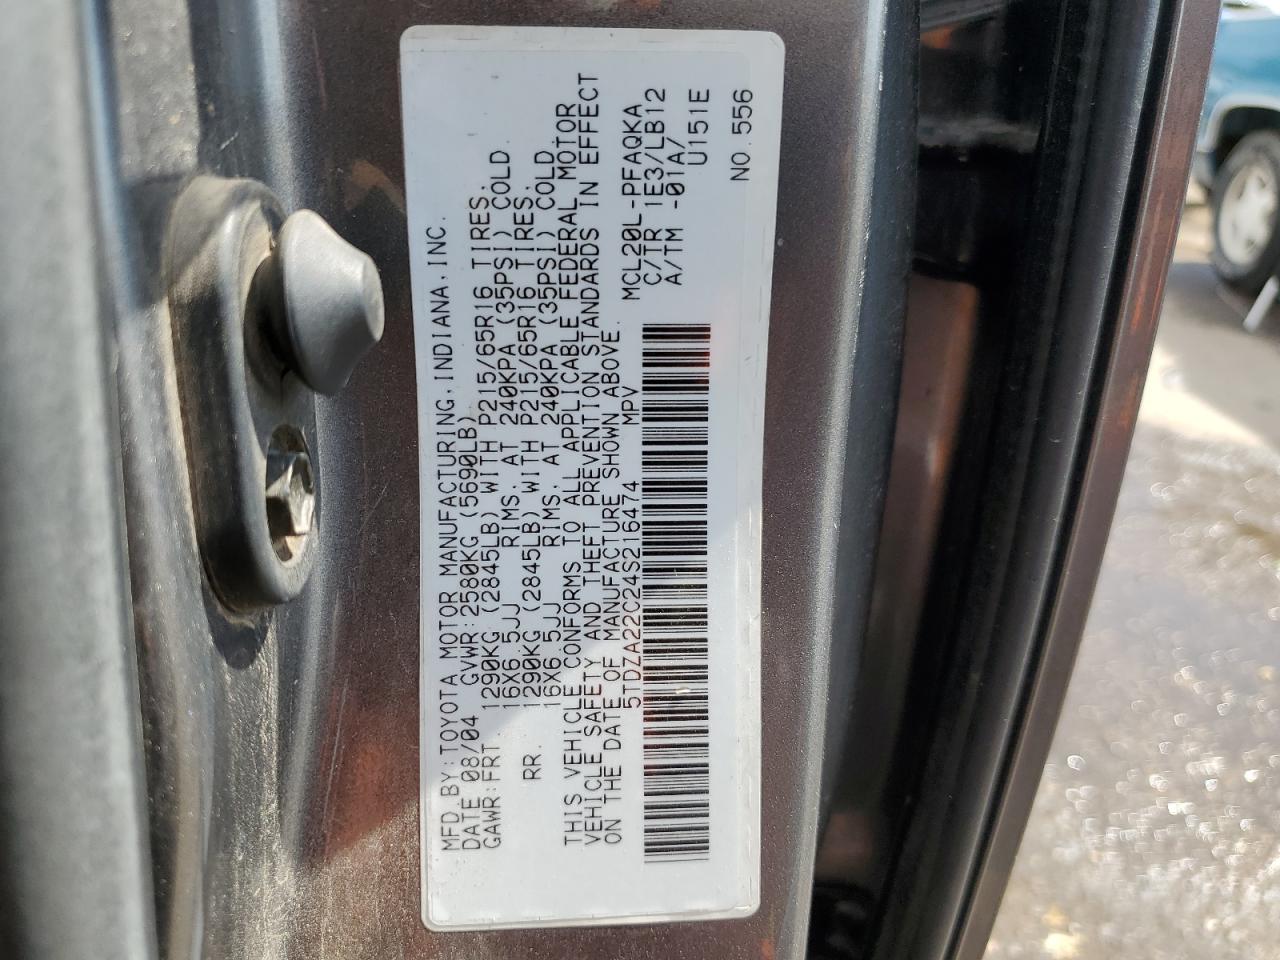 MFD.BY:TOYOTA MOTOR MANUFACTURING,INDIANA,INC.
DATE 08/04 GVWR:2580KG (5690LB)
GAWR:FRT 1290KG (2845LB) WITH P215/65R16 TIRES,
16X6.5JJ RIMS, AT 240KPA (35PSI) COLD.
RR. 1290KG (2845LB) WITH P215/65R16 TIRES,
16X6.5JJ RIMS, AT 240KPA (35PSI) COLD.
THIS VEHICLE CONFORMS TO ALL APPLICABLE FEDERAL MOTOR
VEHICLE SAFETY AND THEFT PREVENTION STANDARDS IN EFFECT
ON THE DATE OF MANUFACTURE SHOWN ABOVE.
5TDZA22C24S216474 MPV
MCL20L-PFAQKA
C/TR 1E3/LB12
A/TM -01A/
U151E
NO.556